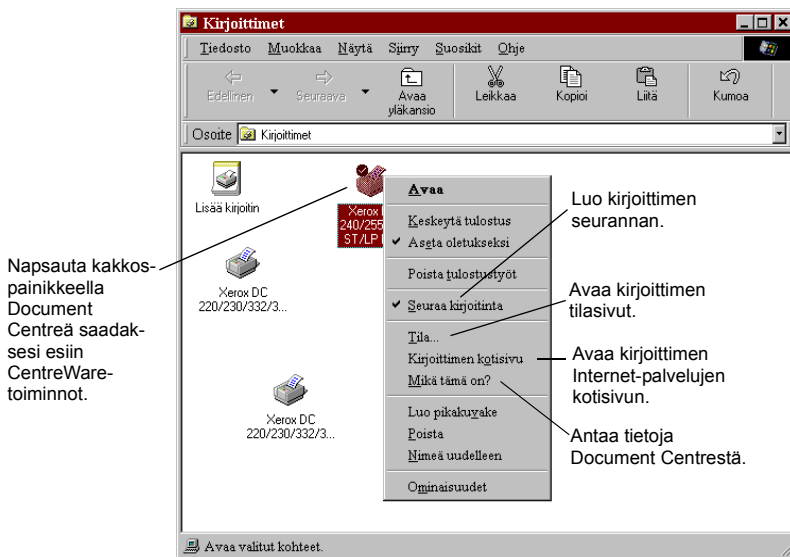 Kirjoittimet
Tiedosto Muokkaa Näytä Siirry Suosikit Ohje
Edellinen Seuraava Avaa yläkansio Leikkaa Kopioi Liitä Kumoa
Osoite Kirjoittimet
Lisää kirjoitin
Xerox
240/255
ST/LP
Xerox DC
220/230/332/3...
Xerox DC
220/230/332/3...
Avaa
Keskeytä tulostus
Aseta oletukseksi
Poista tulostustyöt
Seuraa kirjoitinta
Tila...
Kirjoittimen kotisivu
Mikä tämä on?
Luo pikakuvake
Poista
Nimeä uudelleen
Ominaisuudet
Avaa valitut kohteet.
Napsauta kakkos-
painikkeella
Document
Centreä saadak-
sesi esiin
CentreWare-
toiminnot.
Luo kirjoittimen
seurannan.
Avaa kirjoittimen
tilasivut.
Avaa kirjoittimen
Internet-palvelujen
kotisivun.
Antaa tietoja
Document Centrestä.